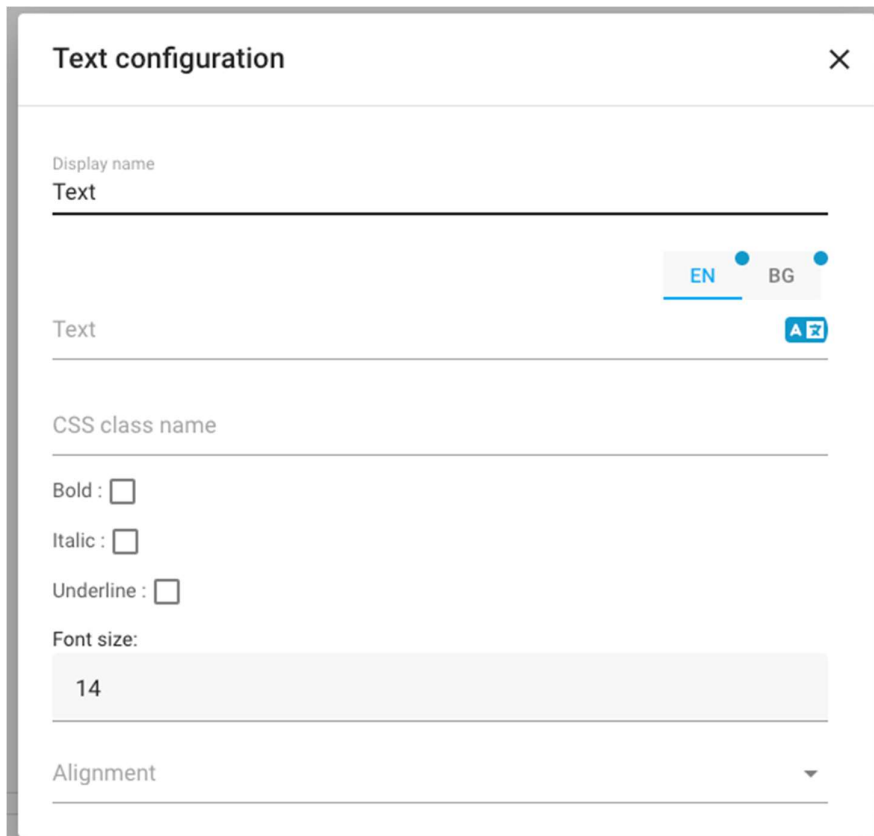 Text configuration
Display name
Text
EN BG
Text
A
CSS class name
Bold :
Italic :
Underline :
Font size:
14
Alignment